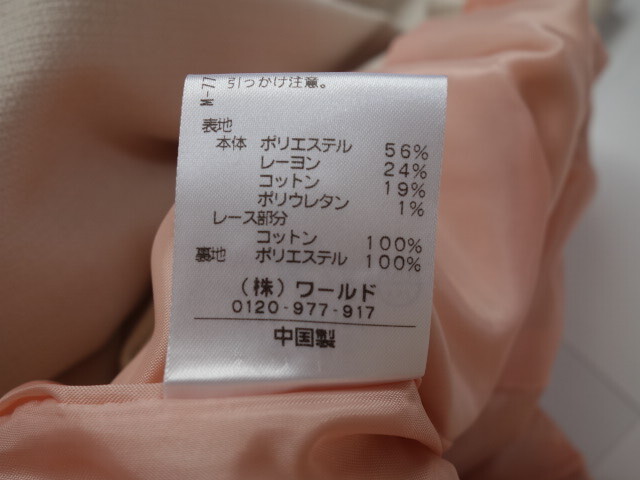 M-77
引っかけ注意。
表地
本体 ポリエステル 56%
レーヨン 24%
コットン 19%
ポリウレタン 1%
レース部分
コットン 100%
裏地 ポリエステル 100%
(株)ワールド
0120-977-917
中国製